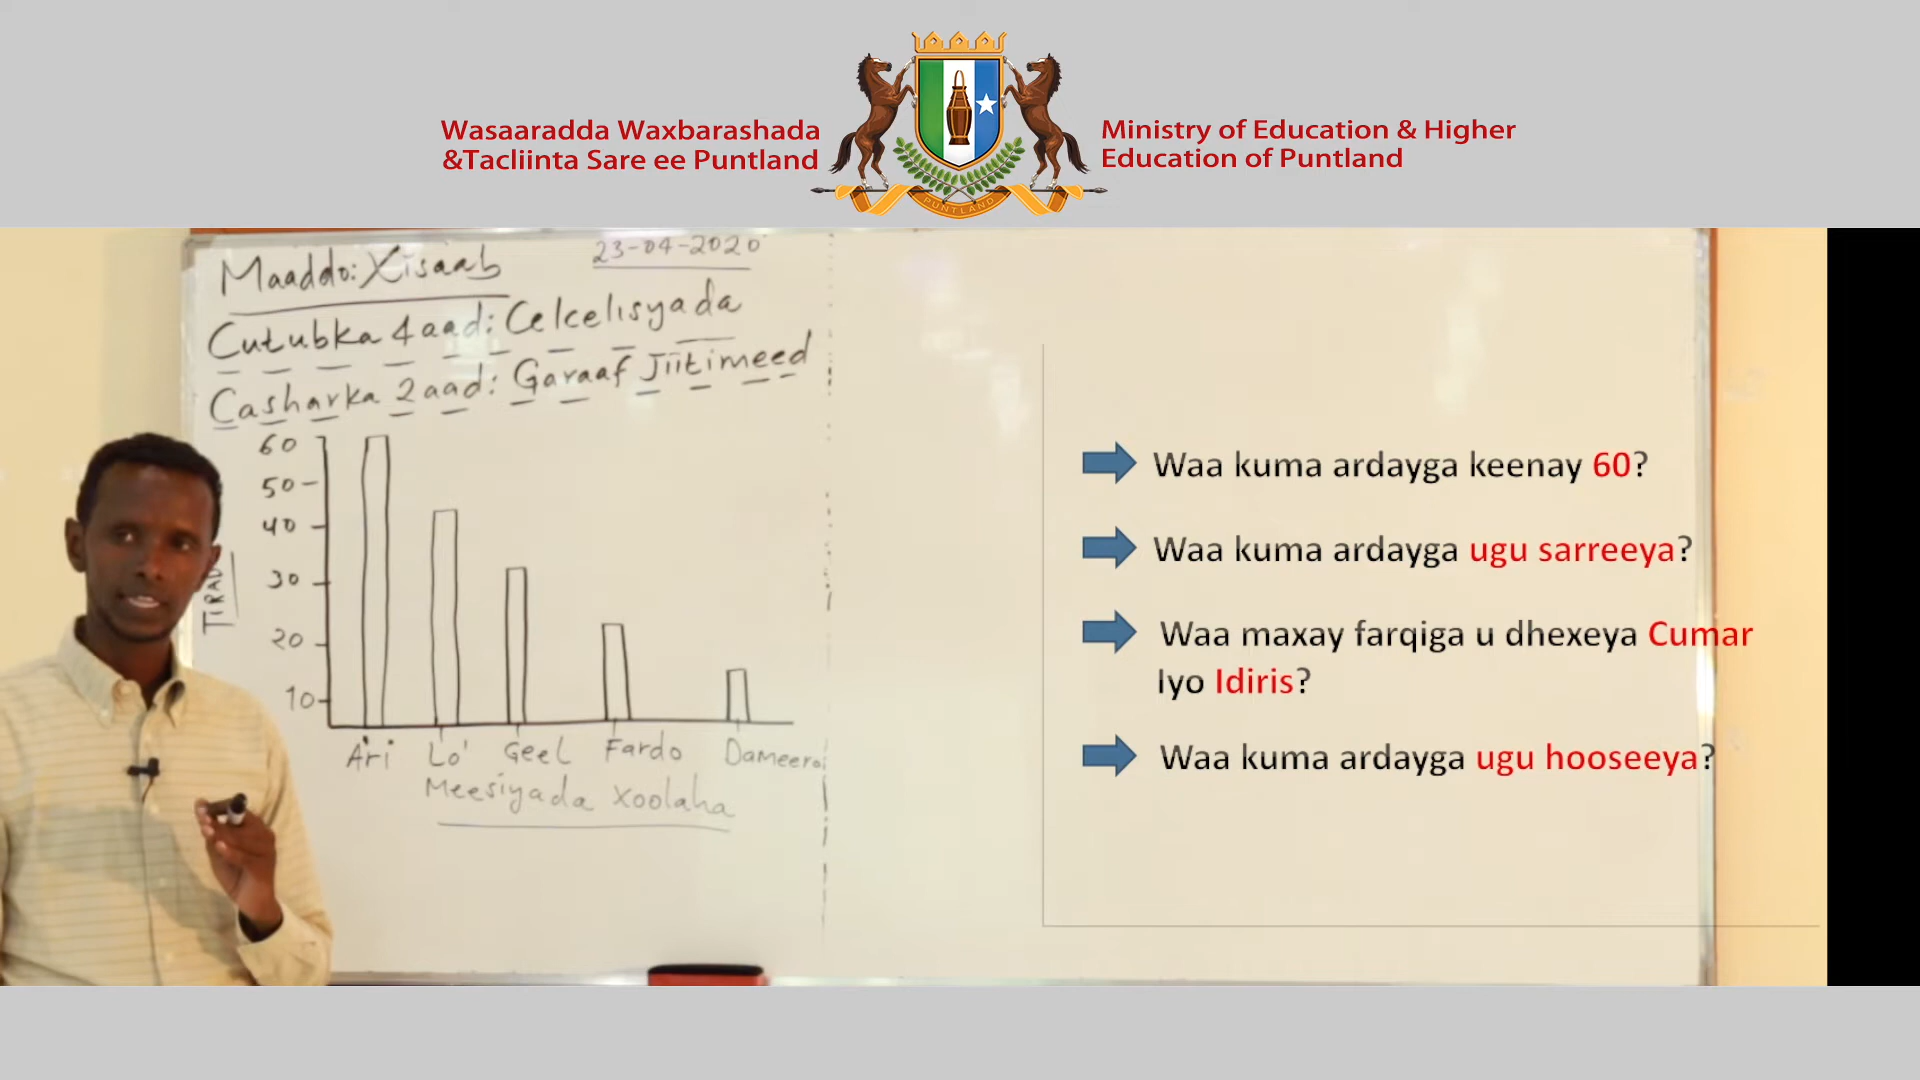 Wasaaradda Waxbarashada
&Tacliinta Sare ee Puntland
Ministry of Education & Higher
Education of Puntland
PUNTLAND
23-04-2020
Maaddo: Xisaab
Cutubka 4aad: Celcelisyada
Casharka 2aad: Garaaf Jiitimeed
60
50
40
30
20
10
TIRAD
Ari Lo' Geel Fardo Dameero
Meesiyada Xoolaha
Waa kuma ardayga keenay 60?
Waa kuma ardayga ugu sarreeya?
Waa maxay farqiga u dhexeya Cumar
Iyo Idiris?
Waa kuma ardayga ugu hooseeya?